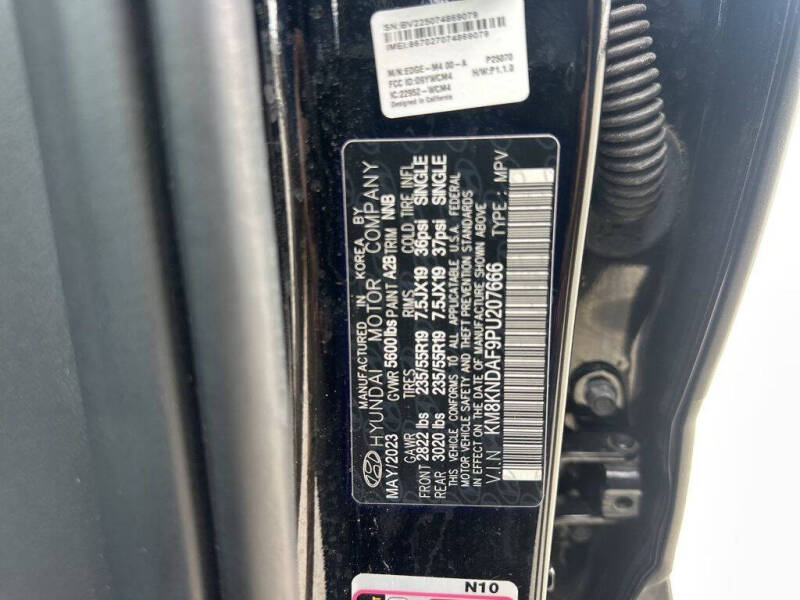 SN:BV225074869079
IMEI:867027074869079
M/N:EDGE-M4.00-A P25070
FCC ID:O9YWCM4 H/W:P1.1.0
IC:22952-WCM4
Designed in California
MANUFACTURED IN KOREA BY
HYUNDAI MOTOR COMPANY
MAY/2023 GVWR 5600lbs PAINT A2B TRIM NNB
GAWR TIRES RIMS COLD TIRE INFL
FRONT 2822 lbs 235/55R19 7.5JX19 36psi SINGLE
REAR 3020 lbs 235/55R19 7.5JX19 37psi SINGLE
THIS VEHICLE CONFORMS TO ALL APPLICABLE U.S.A. FEDERAL
MOTOR VEHICLE SAFETY AND THEFT PREVENTION STANDARDS
IN EFFECT ON THE DATE OF MANUFACTURE SHOWN ABOVE
V.I.N : KM8KNDAF9PU207666 TYPE : MPV
N10